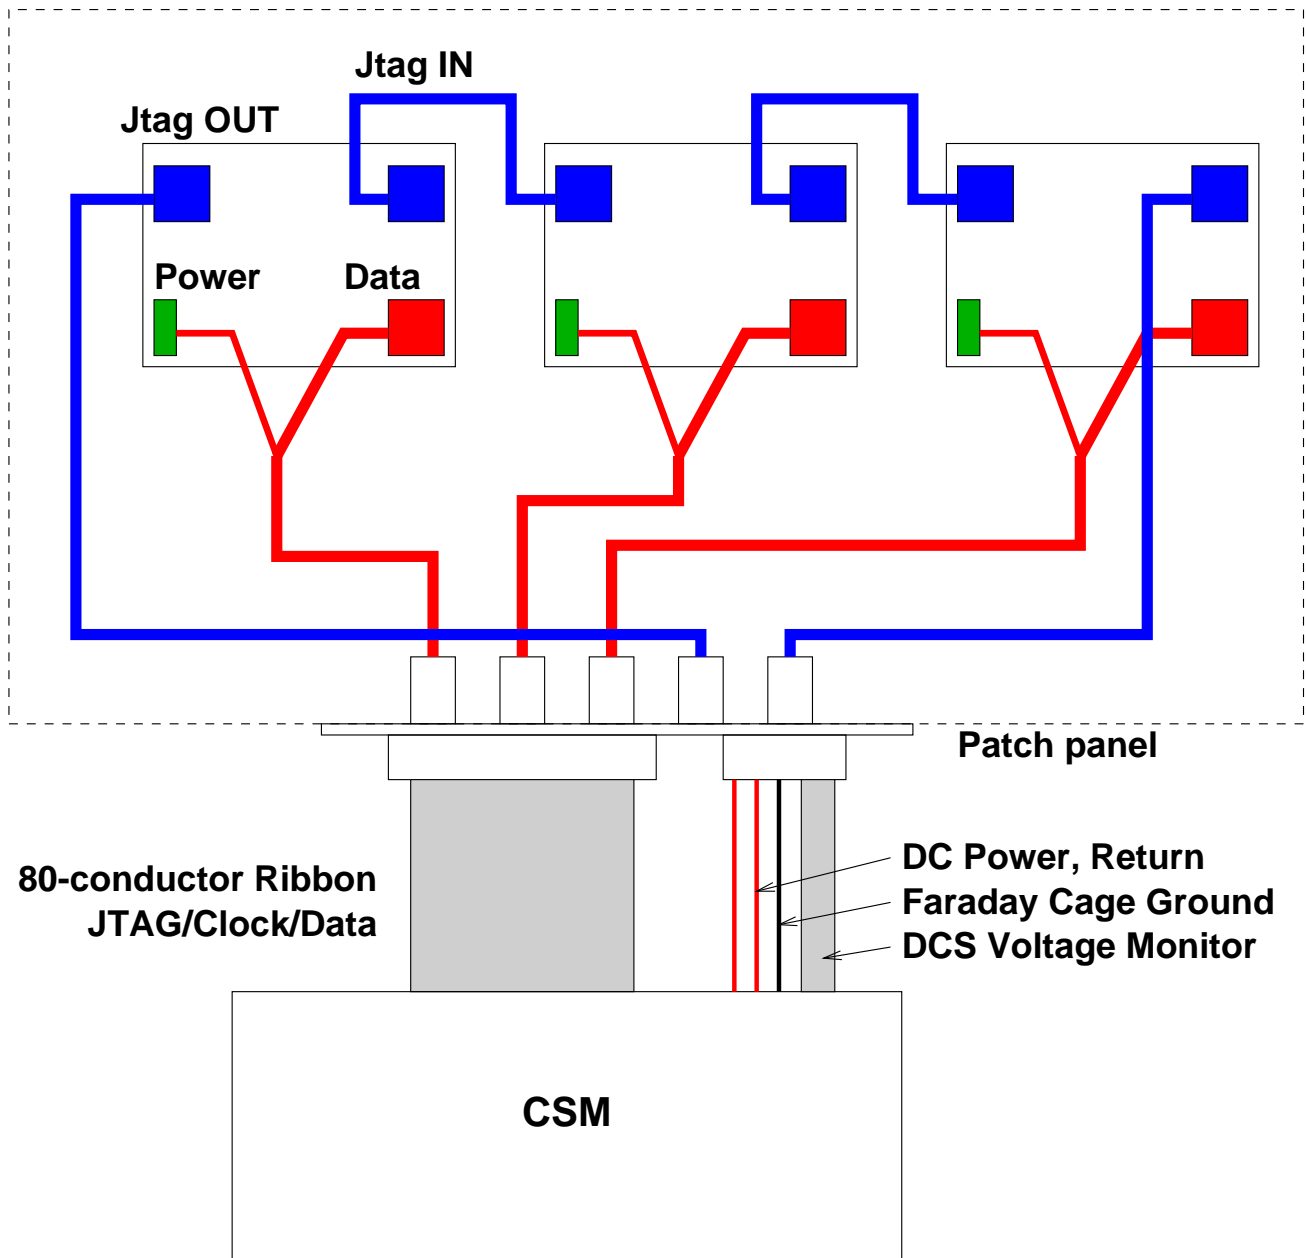 Jtag IN
Jtag OUT
Power
Data
Patch panel
80-conductor Ribbon
JTAG/Clock/Data
DC Power, Return
Faraday Cage Ground
DCS Voltage Monitor
CSM